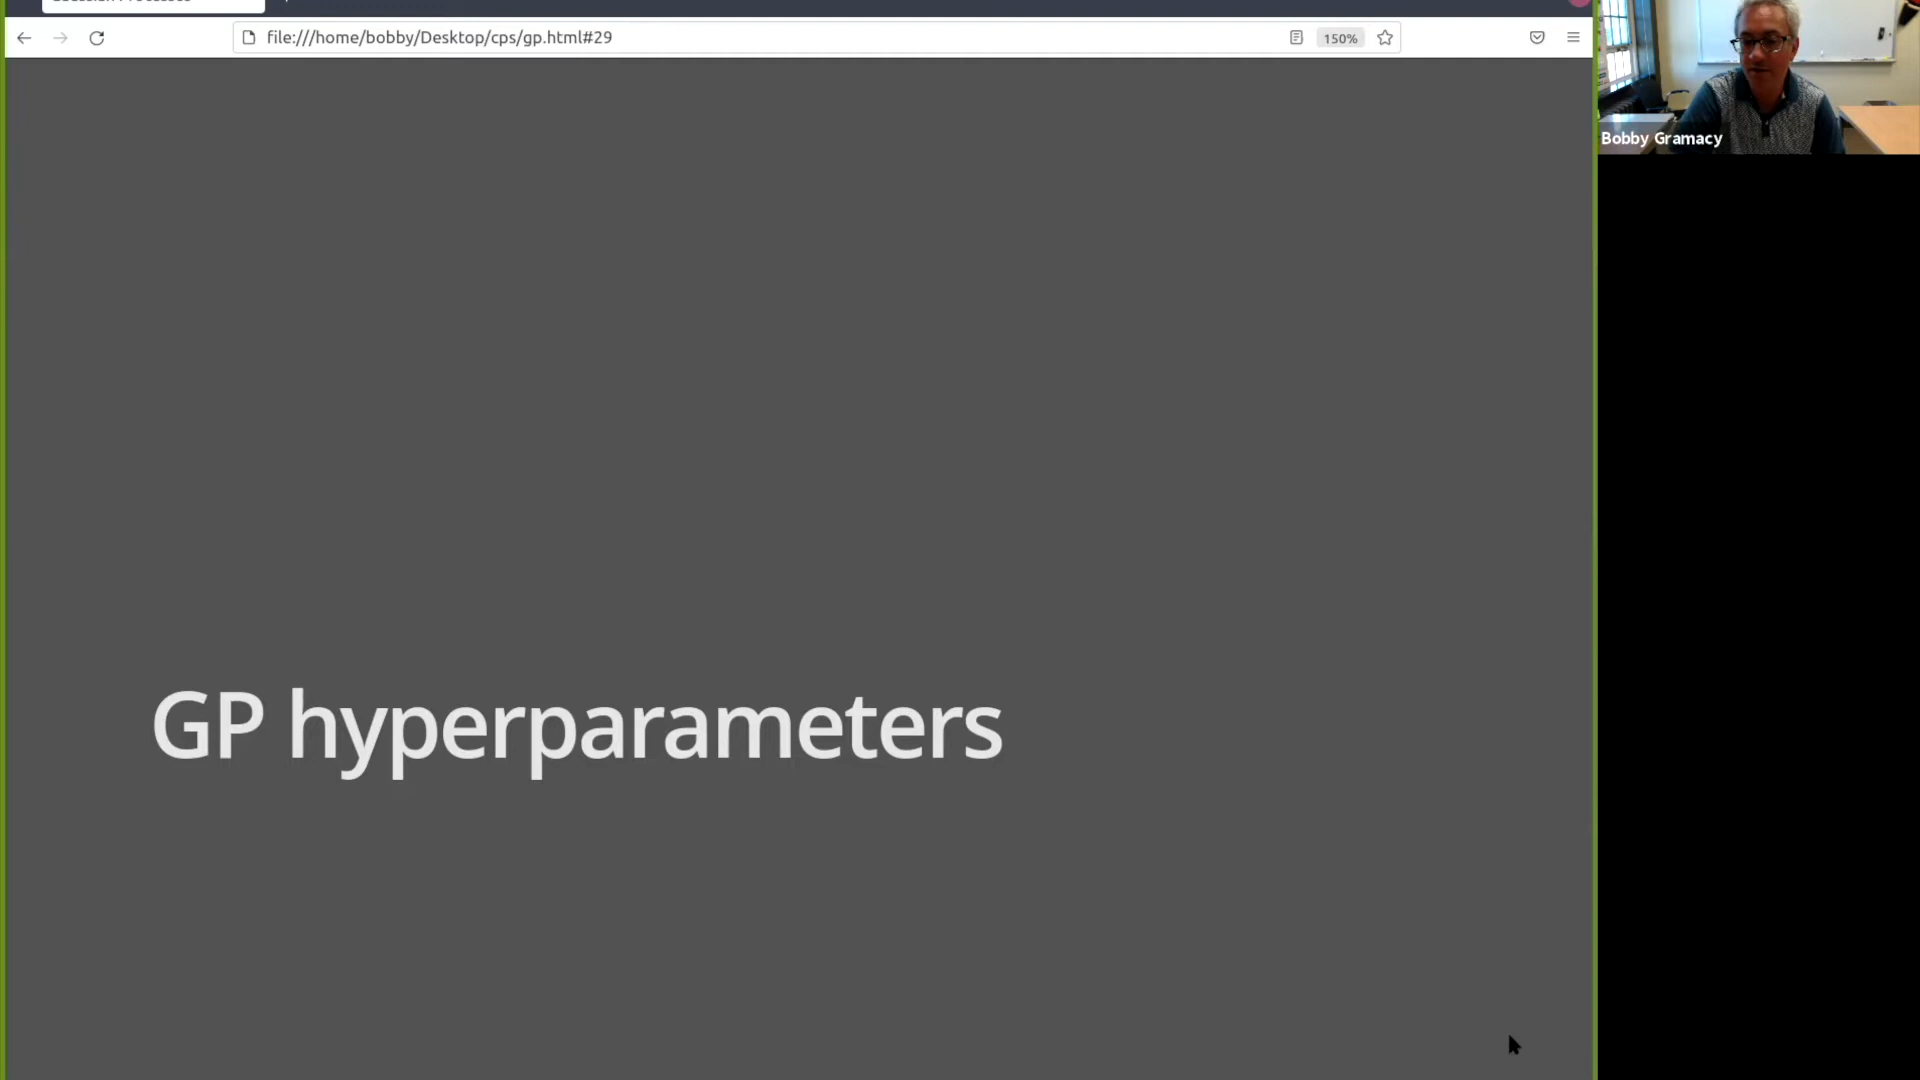 file:///home/bobby/Desktop/cps/gp.html#29
150%
Bobby Gramacy
GP hyperparameters